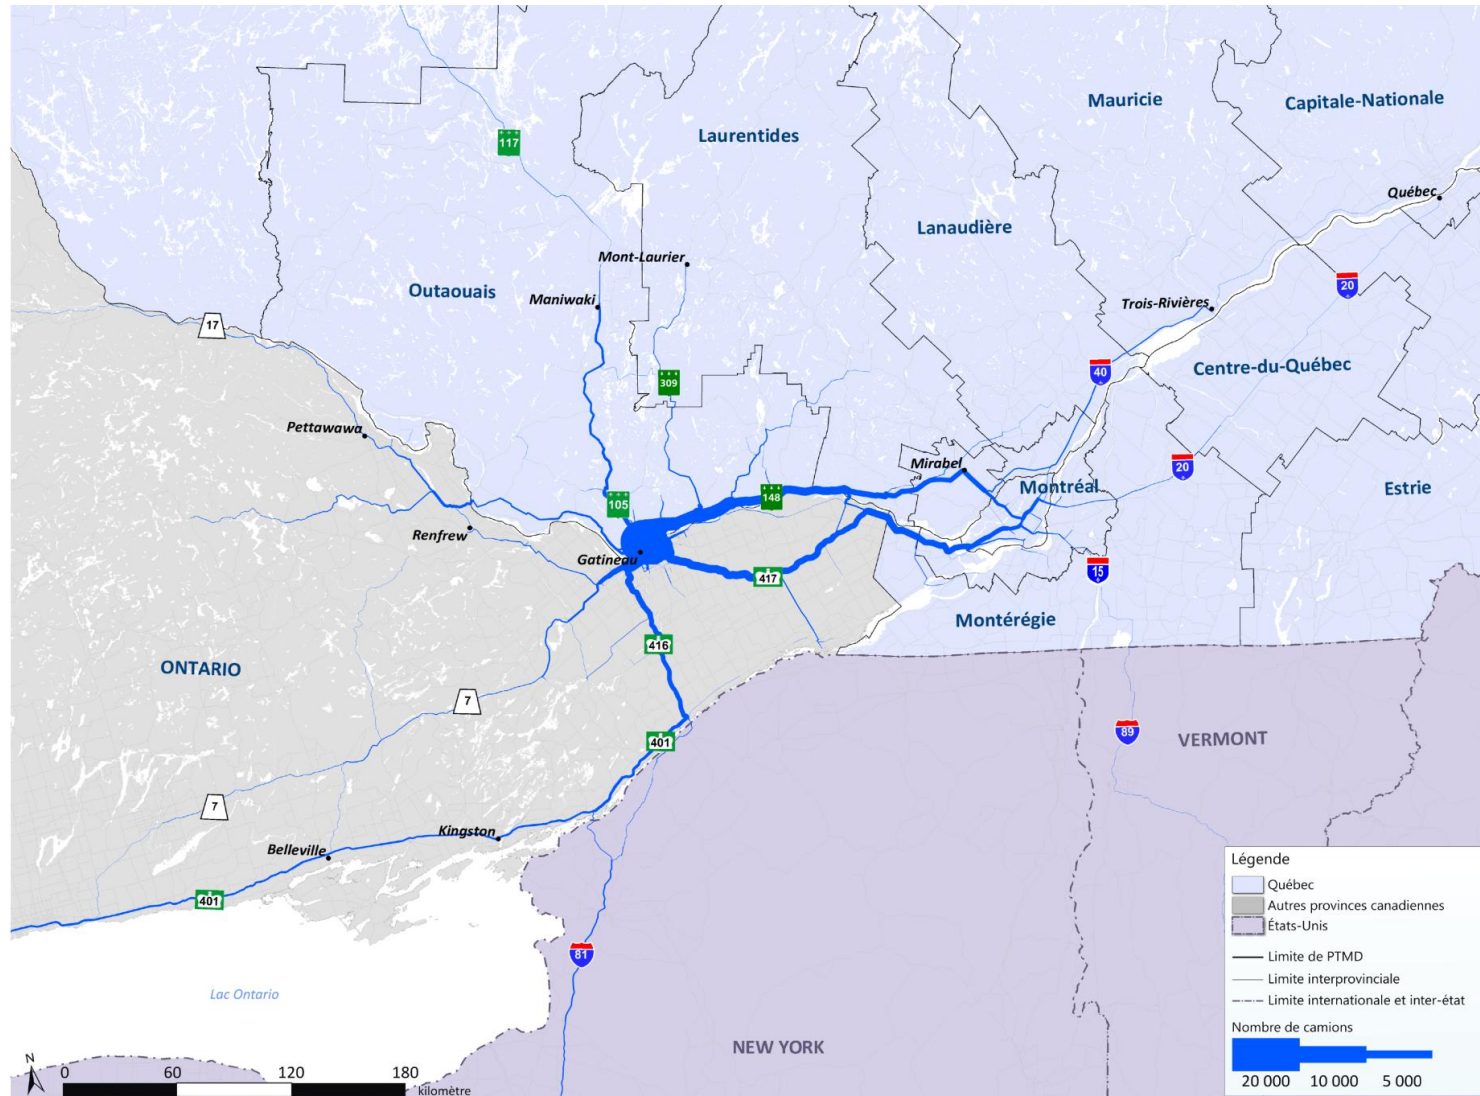 Mauricie
Capitale-Nationale
117
Laurentides
Québec
Lanaudière
Mont-Laurier
Outaouais
20
Maniwaki
Trois-Rivières
17
Centre-du-Québec
40
309
Pettawawa
Mirabel
20
Montréal
Estrie
148
105
Renfrew
Gatineau
417
15
Montérégie
416
ONTARIO
7
89
VERMONT
401
7
Kingston
Belleville
401
81
Lac Ontario
NEW YORK
Légende
Québec
Autres provinces canadiennes
États-Unis
Limite de PTMD
Limite interprovinciale
Limite internationale et inter-état
Nombre de camions
20 000 10 000 5 000
N
0 60 120 180
kilomètre